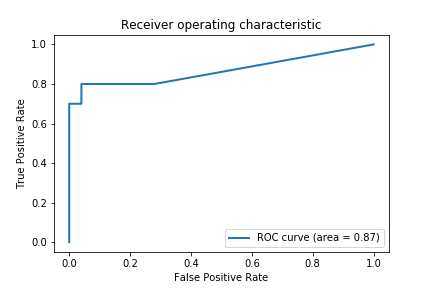 Receiver operating characteristic
True Positive Rate
1.0
0.8
0.6
0.4
0.2
0.0
ROC curve (area = 0.87)
0.0 0.2 0.4 0.6 0.8 1.0
False Positive Rate